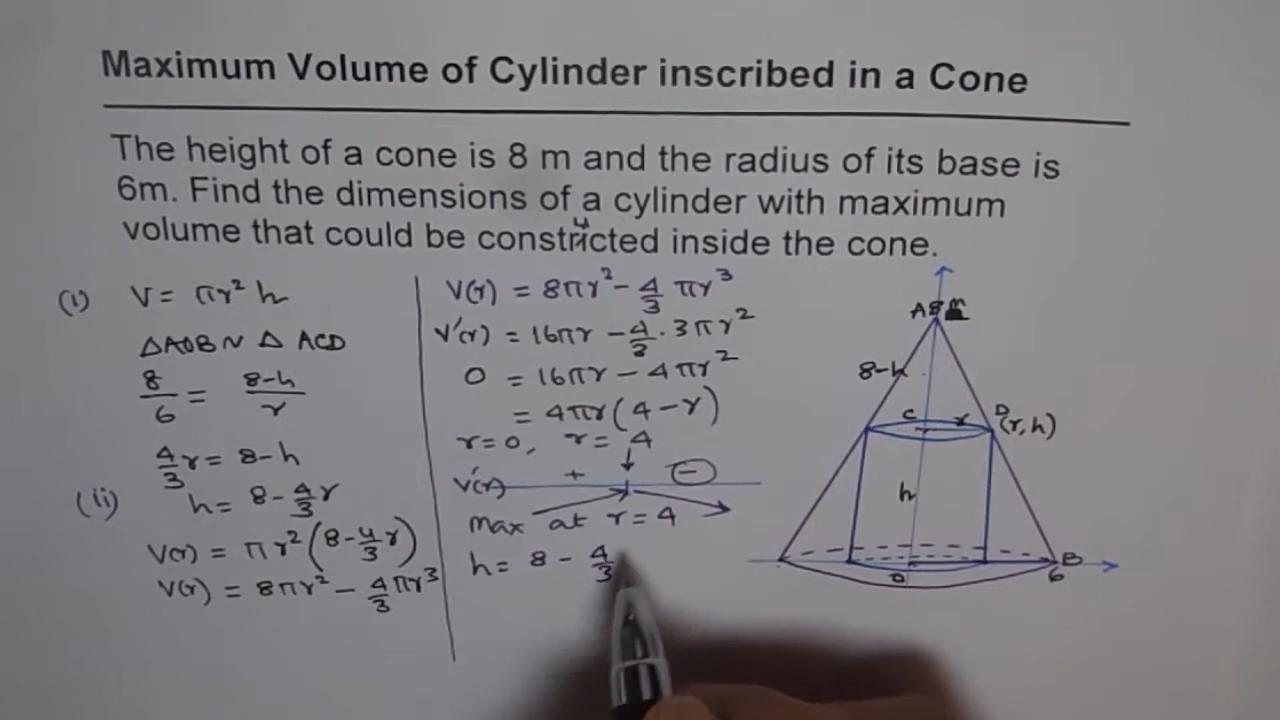 Maximum Volume of Cylinder inscribed in a Cone
The height of a cone is 8 m and the radius of its base is
6m. Find the dimensions of a cylinder with maximum
volume that could be constructed inside the cone.
(i) V = πr² h
ΔAOB ~ Δ ACD
8/6 = (8-h)/r
4/3 r = 8-h
(ii) h = 8 - 4/3 r
V(r) = πr² (8 - 4/3 r)
V(r) = 8πr² - 4/3 πr³
V(r) = 8πr² - 4/3 πr³
V'(r) = 16πr - 4/3 · 3πr²
0 = 16πr - 4πr²
= 4πr(4-r)
r=0, r= 4
V'(r) + -
Max at r=4
h= 8 - 4/3
A 8
8-h
C r D (r, h)
h
O B
6